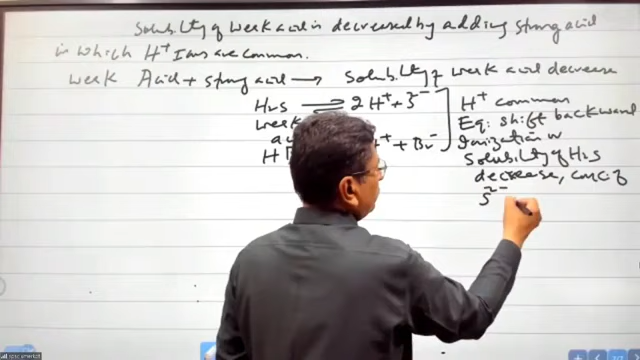 Solubility of weak acid is decreased by adding strong acid
in which H⁺ Ions are common.
weak Acid + strong acid → Solubility of weak acid decrease
H₂S ⇌ 2H⁺ + S²⁻
weak
H⁺ + Br⁻
H⁺ common
Eq: shift backward
Ionization or
Solubility of H₂S
decrease, conc. of
S²⁻